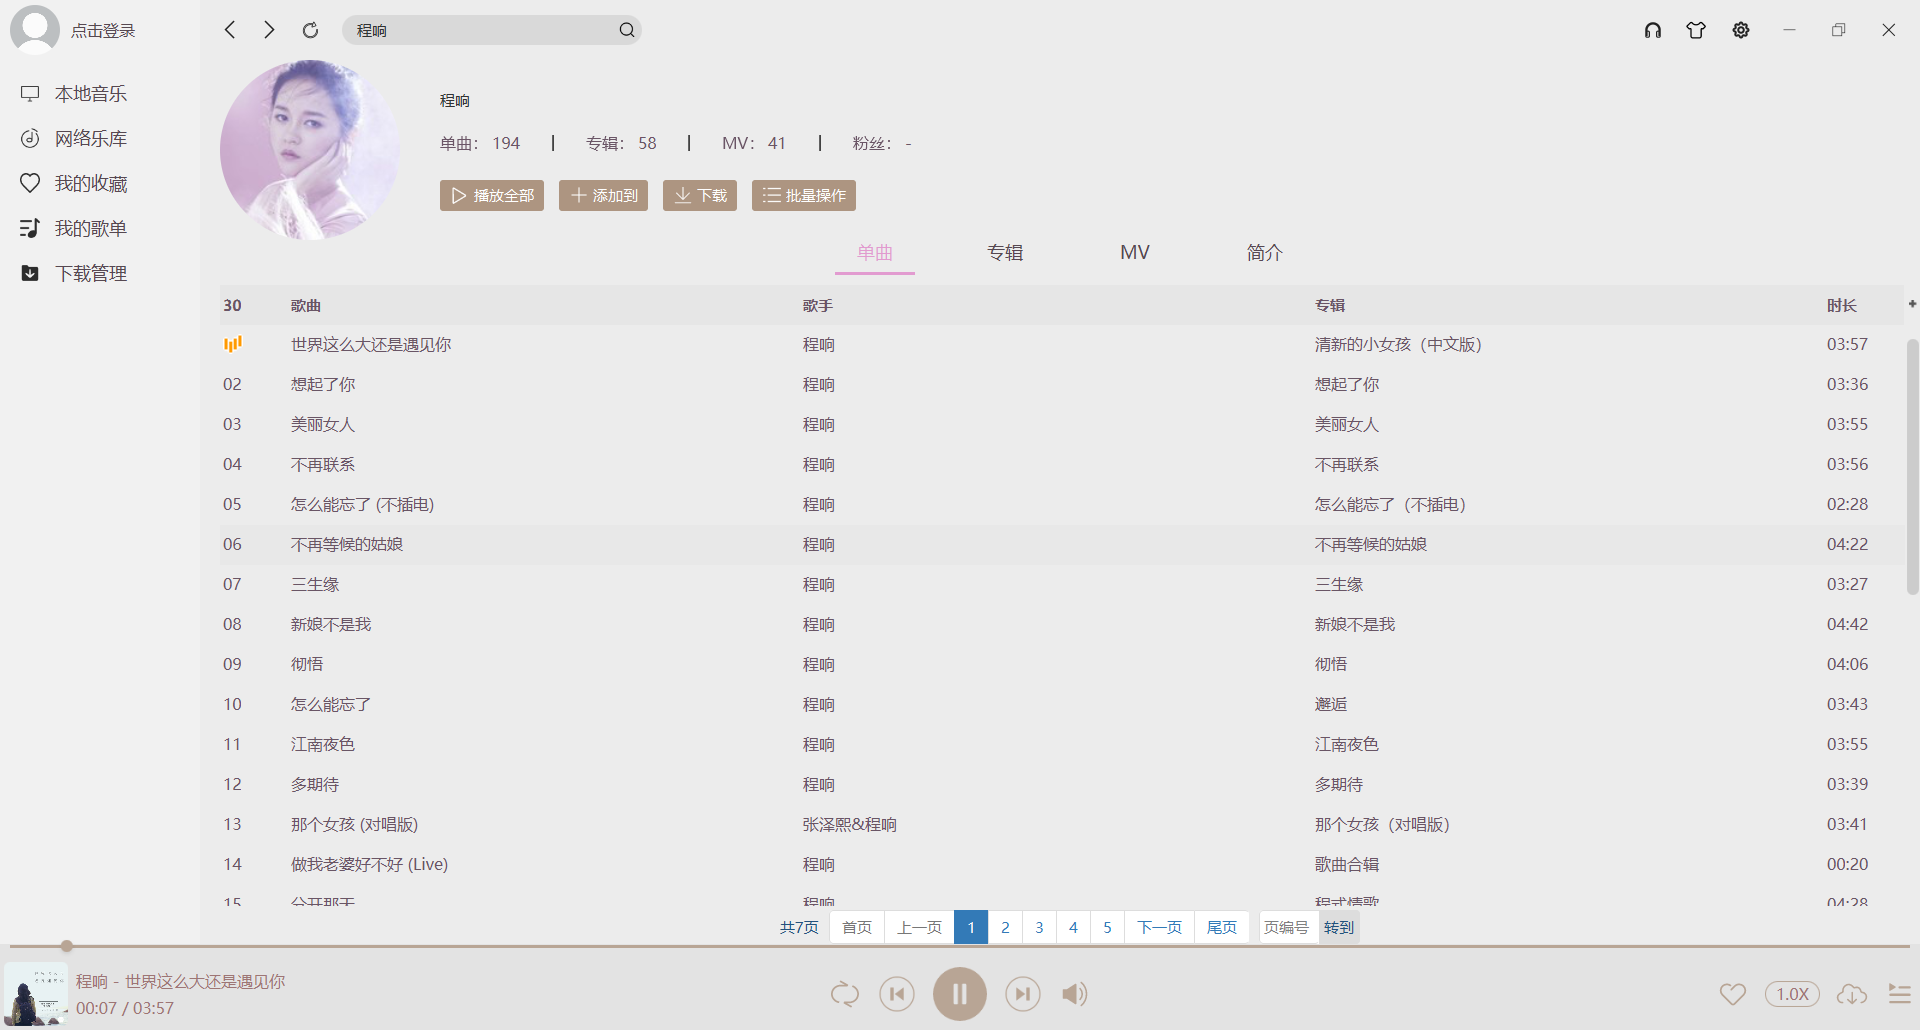 点击登录
程响
本地音乐
网络乐库
我的收藏
我的歌单
下载管理
程响
单曲： 194 | 专辑： 58 | MV： 41 | 粉丝： -
播放全部 添加到 下载 批量操作
单曲 专辑 MV 简介
30 歌曲 歌手 专辑 时长
世界这么大还是遇见你 程响 清新的小女孩（中文版） 03:57
02 想起了你 程响 想起了你 03:36
03 美丽女人 程响 美丽女人 03:55
04 不再联系 程响 不再联系 03:56
05 怎么能忘了 (不插电) 程响 怎么能忘了（不插电） 02:28
06 不再等候的姑娘 程响 不再等候的姑娘 04:22
07 三生缘 程响 三生缘 03:27
08 新娘不是我 程响 新娘不是我 04:42
09 彻悟 程响 彻悟 04:06
10 怎么能忘了 程响 邂逅 03:43
11 江南夜色 程响 江南夜色 03:55
12 多期待 程响 多期待 03:39
13 那个女孩 (对唱版) 张泽熙&程响 那个女孩（对唱版） 03:41
14 做我老婆好不好 (Live) 程响 歌曲合辑 00:20
15 分开那天 程响 程式情歌 04:28
共7页 首页 上一页 1 2 3 4 5 下一页 尾页 页编号 转到
程响 - 世界这么大还是遇见你
00:07 / 03:57
1.0X